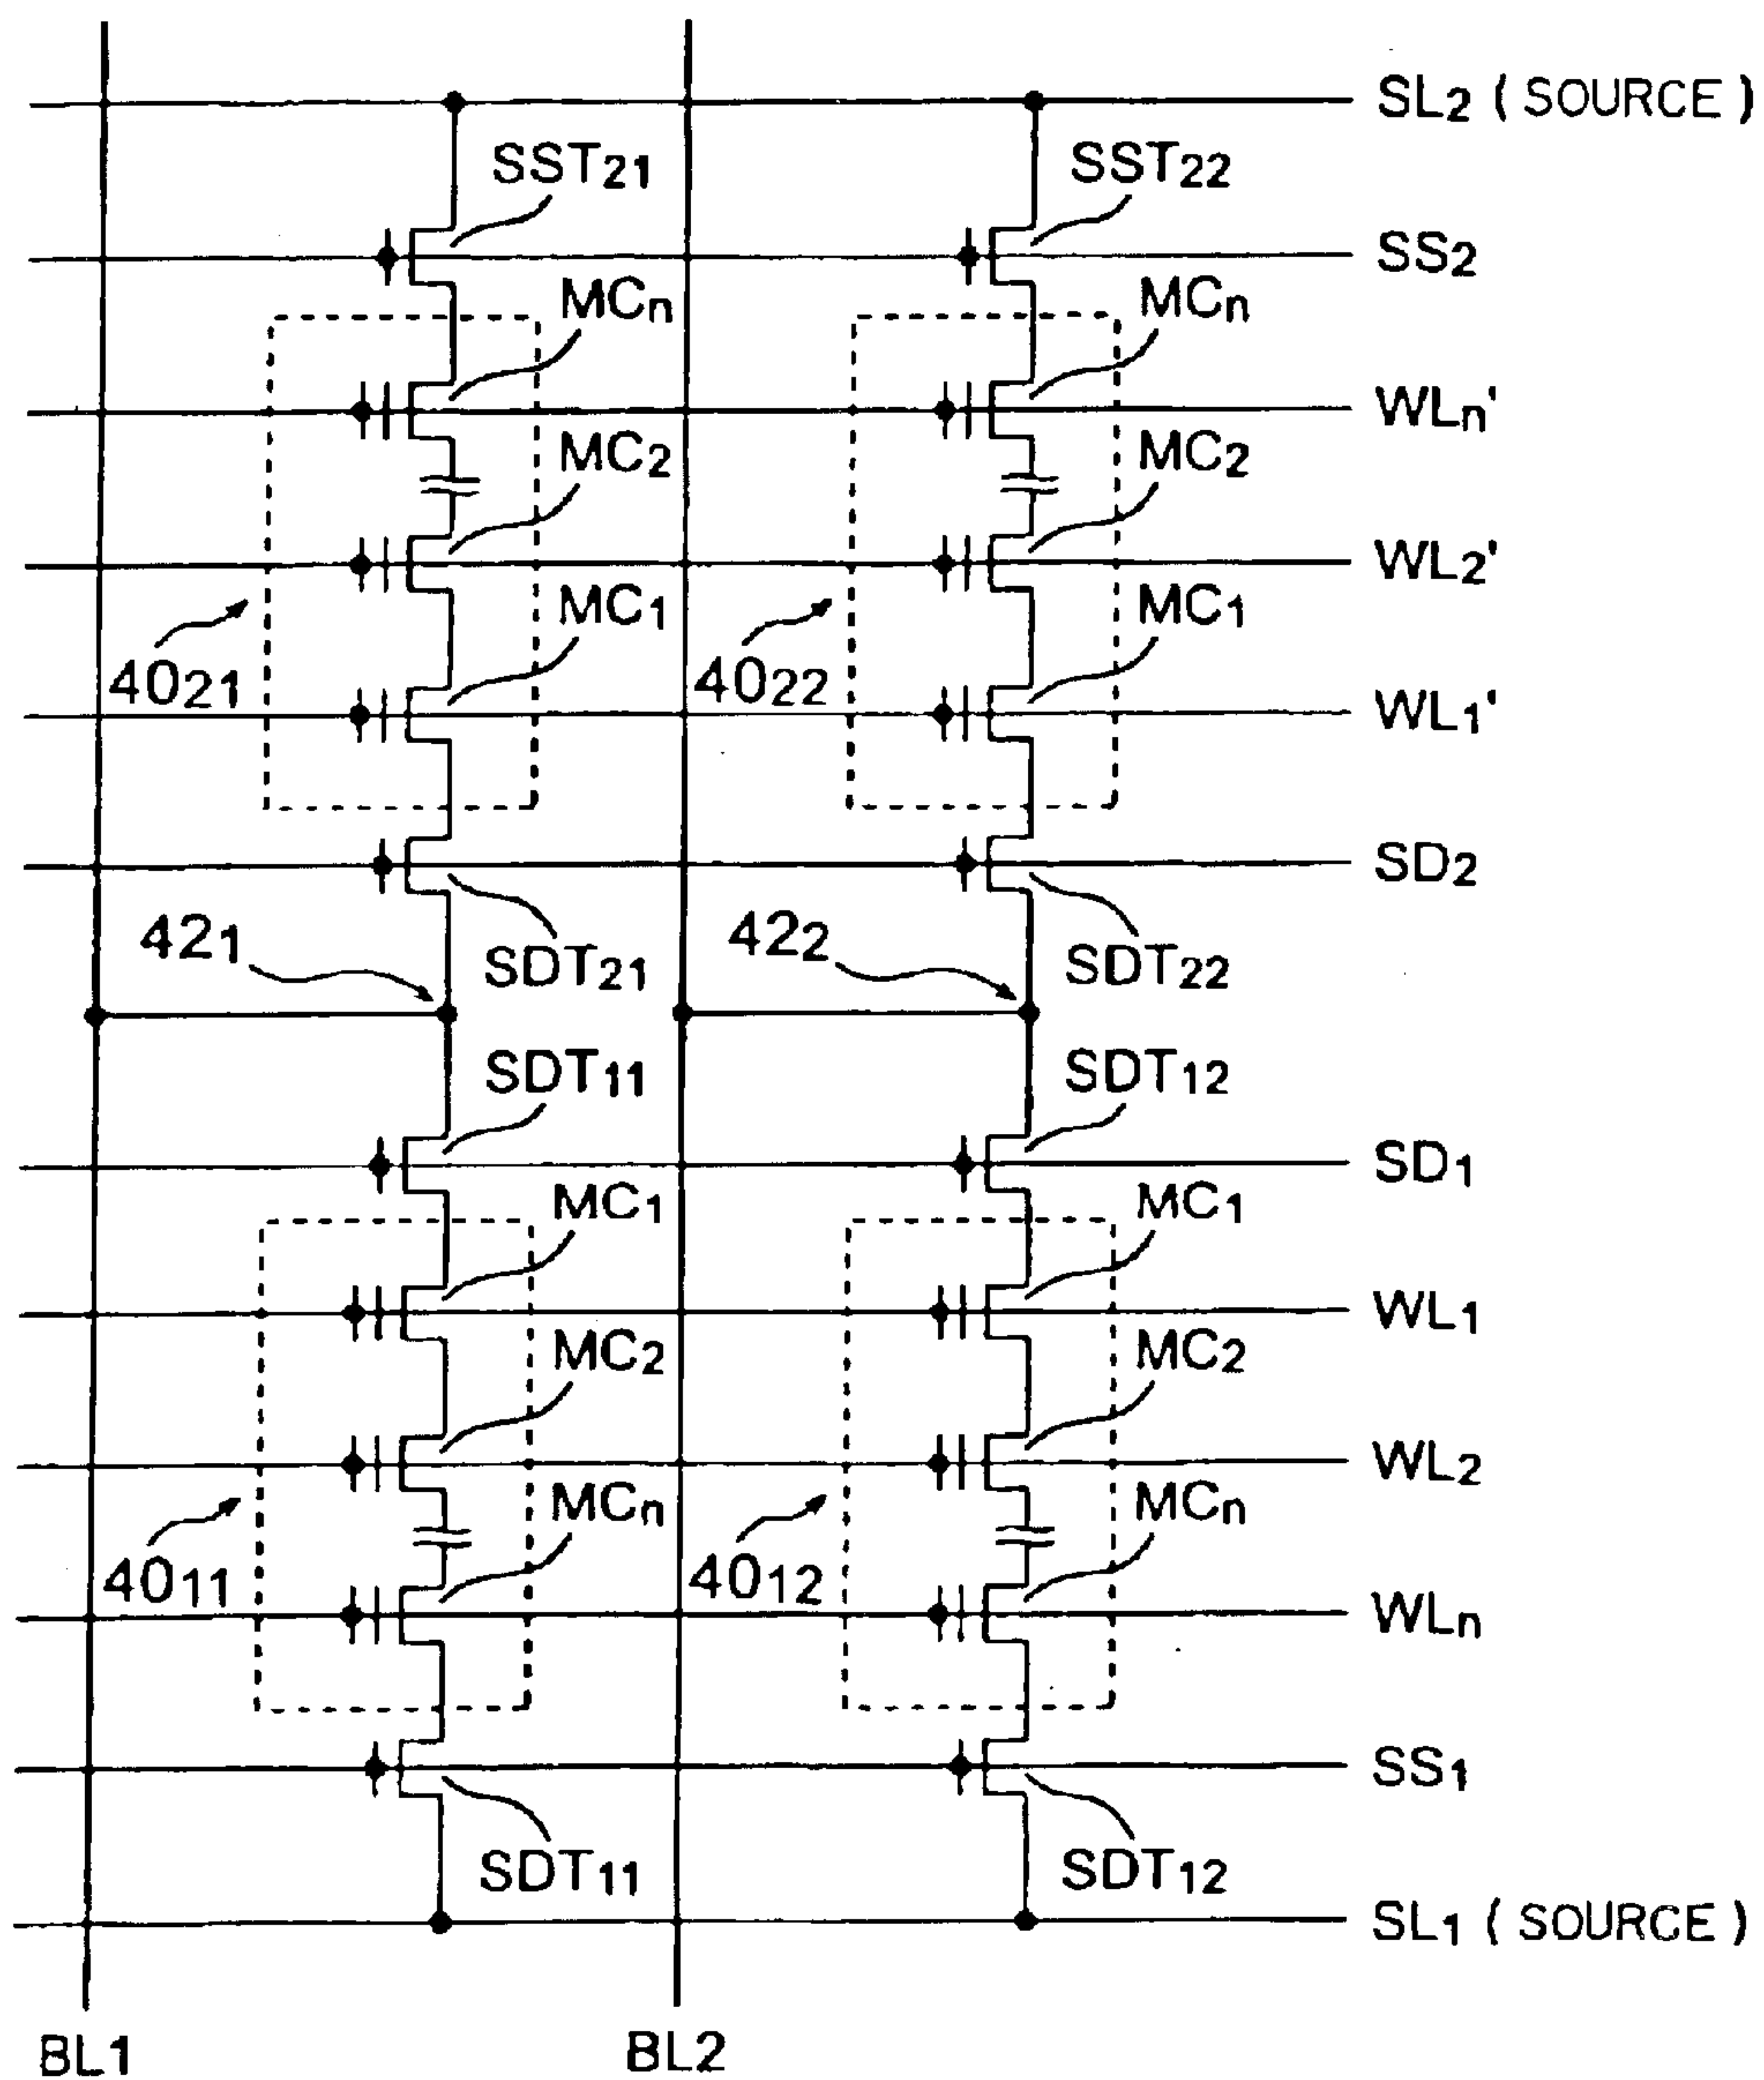 SL2 ( SOURCE )
SST21 SST22
SS2
MCn MCn
WLn'
MC2 MC2
WL2'
MC1 MC1
4021 4022
WL1'
SD2
421 422
SDT21 SDT22
SDT11 SDT12
SD1
MC1 MC1
WL1
MC2 MC2
WL2
MCn MCn
4011 4012
WLn
SS1
SDT11 SDT12
SL1 ( SOURCE )
BL1 BL2